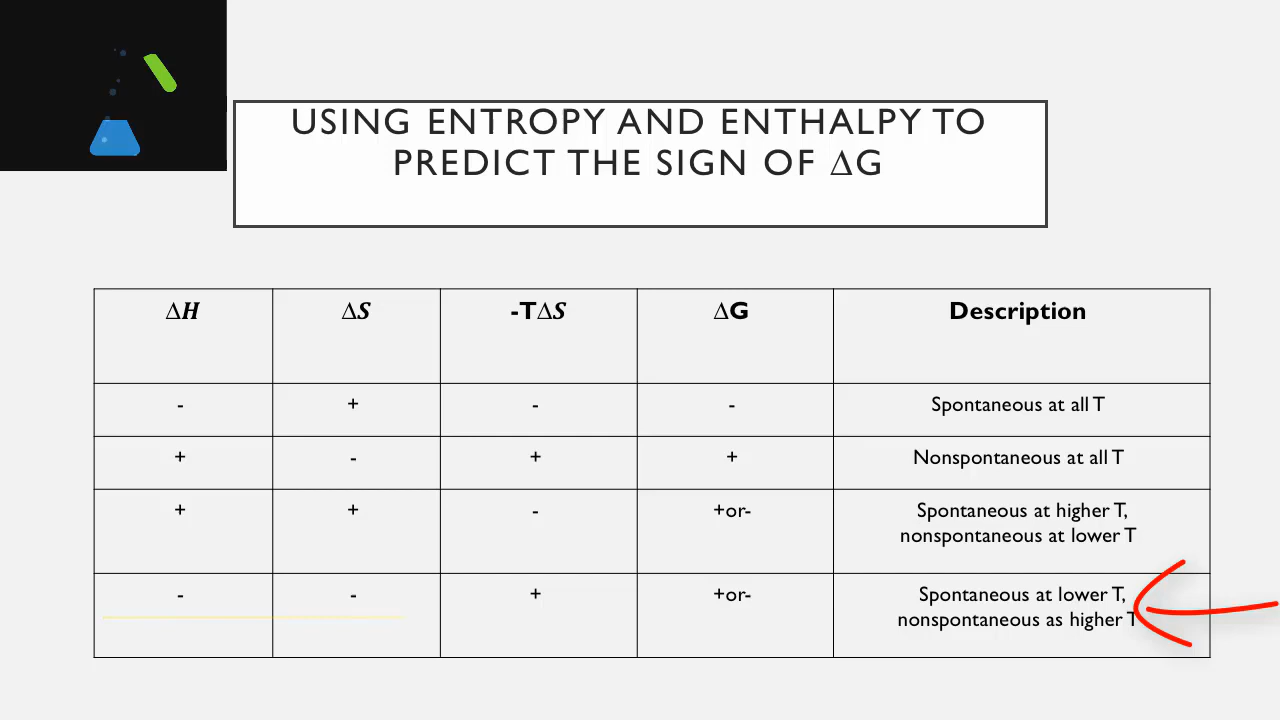 USING ENTROPY AND ENTHALPY TO
PREDICT THE SIGN OF ΔG
ΔH ΔS -TΔS ΔG Description
- + - - Spontaneous at all T
+ - + + Nonspontaneous at all T
+ + - +or- Spontaneous at higher T,
nonspontaneous at lower T
- - + +or- Spontaneous at lower T,
nonspontaneous as higher T